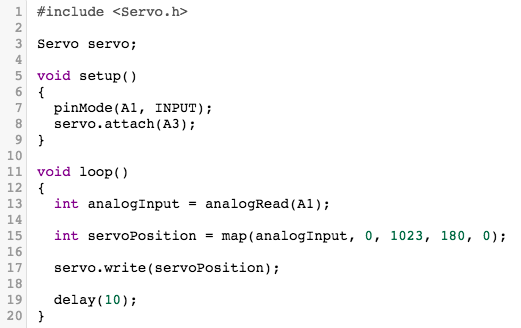 1 #include <Servo.h>
2
3 Servo servo;
4
5 void setup()
6 {
7   pinMode(A1, INPUT);
8   servo.attach(A3);
9 }
10
11 void loop()
12 {
13   int analogInput = analogRead(A1);
14
15   int servoPosition = map(analogInput, 0, 1023, 180, 0);
16
17   servo.write(servoPosition);
18
19   delay(10);
20 }